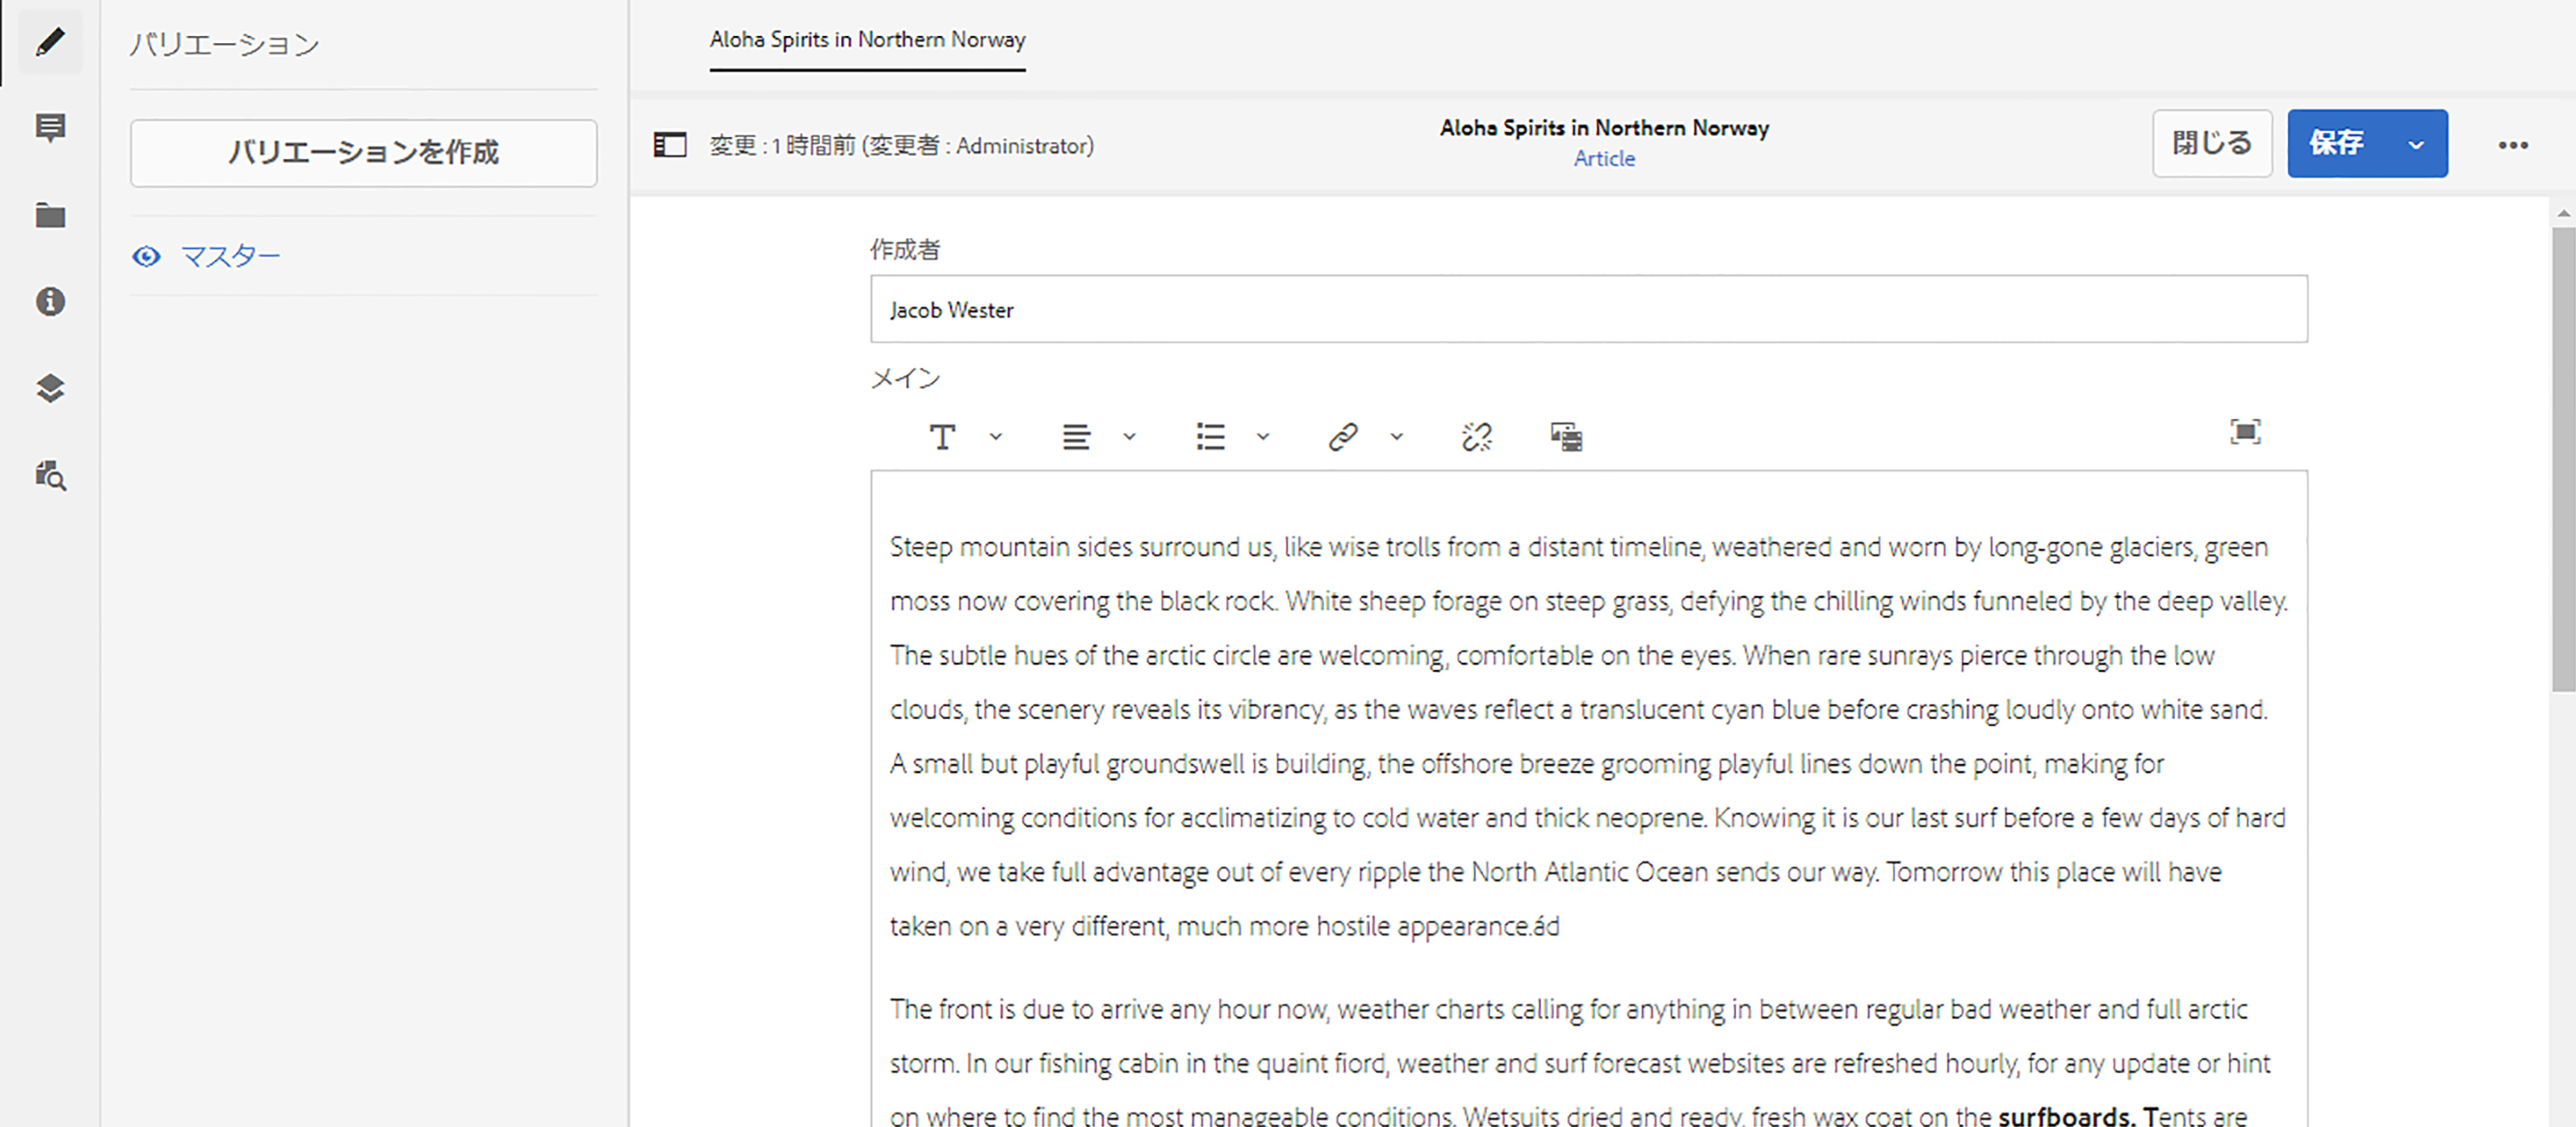 バリエーション
バリエーションを作成
マスター
Aloha Spirits in Northern Norway
変更 : 1 時間前 (変更者 : Administrator)
Aloha Spirits in Northern Norway
Article
閉じる
保存
作成者
Jacob Wester
メイン
Steep mountain sides surround us, like wise trolls from a distant timeline, weathered and worn by long-gone glaciers, green
moss now covering the black rock. White sheep forage on steep grass, defying the chilling winds funneled by the deep valley.
The subtle hues of the arctic circle are welcoming, comfortable on the eyes. When rare sunrays pierce through the low
clouds, the scenery reveals its vibrancy, as the waves reflect a translucent cyan blue before crashing loudly onto white sand.
A small but playful groundswell is building, the offshore breeze grooming playful lines down the point, making for
welcoming conditions for acclimatizing to cold water and thick neoprene. Knowing it is our last surf before a few days of hard
wind, we take full advantage out of every ripple the North Atlantic Ocean sends our way. Tomorrow this place will have
taken on a very different, much more hostile appearance.ád
The front is due to arrive any hour now, weather charts calling for anything in between regular bad weather and full arctic
storm. In our fishing cabin in the quaint fiord, weather and surf forecast websites are refreshed hourly, for any update or hint
on where to find the most manageable conditions. Wetsuits dried and ready, fresh wax coat on the surfboards. Tents are